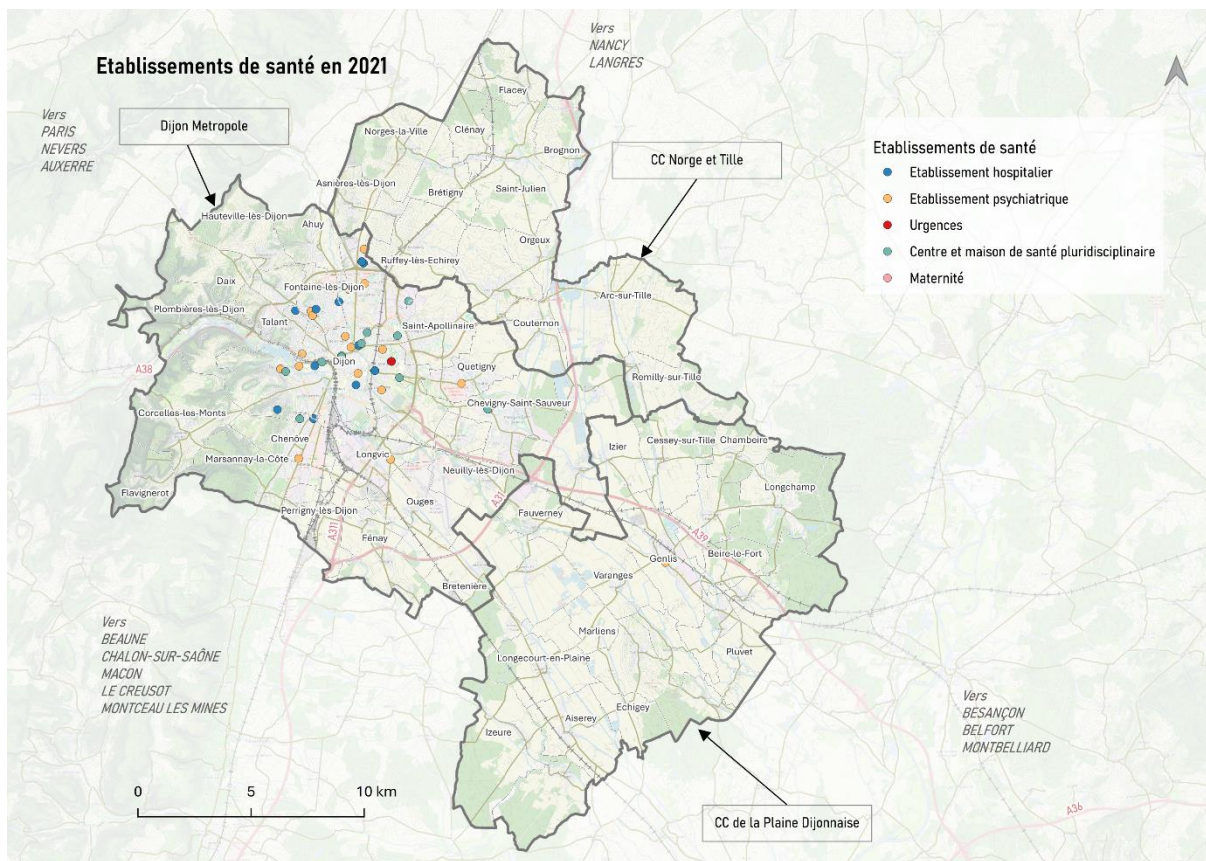 Etablissements de santé en 2021
Vers
NANCY
LANGRES
Vers
PARIS
NEVERS
AUXERRE
Dijon Metropole
CC Norge et Tille
Etablissements de santé
Etablissement hospitalier
Etablissement psychiatrique
Urgences
Centre et maison de santé pluridisciplinaire
Maternité
Flacey
Norges-la-Ville
Clénay
Brognon
Asnières-lès-Dijon
Brétigny
Saint-Julien
Hauteville-lès-Dijon
Ahuy
Orgeux
Ruffey-lès-Echirey
Daix
Fontaine-lès-Dijon
Arc-sur-Tille
Plombières-lès-Dijon
Talant
Saint-Apollinaire
Couternon
A38
Dijon
Quetigny
Remilly-sur-Tille
Corcelles-les-Monts
Chevigny-Saint-Sauveur
Chenôve
Izier
Cessey-sur-Tille
Chambeire
Marsannay-la-Côte
Longvic
Neuilly-lès-Dijon
Longchamp
Flavignerot
Ouges
A31
Perrigny-lès-Dijon
Fauverney
A311
Fénay
A39
Genlis
Beire-le-Fort
Bretenière
Varanges
Marliens
Pluvet
Longecourt-en-Plaine
Echigey
Aiserey
Izeure
Vers
BEAUNE
CHALON-SUR-SAÔNE
MACON
LE CREUSOT
MONTCEAU LES MINES
Vers
BESANÇON
BELFORT
MONTBELLIARD
0 5 10 km
CC de la Plaine Dijonnaise
A36